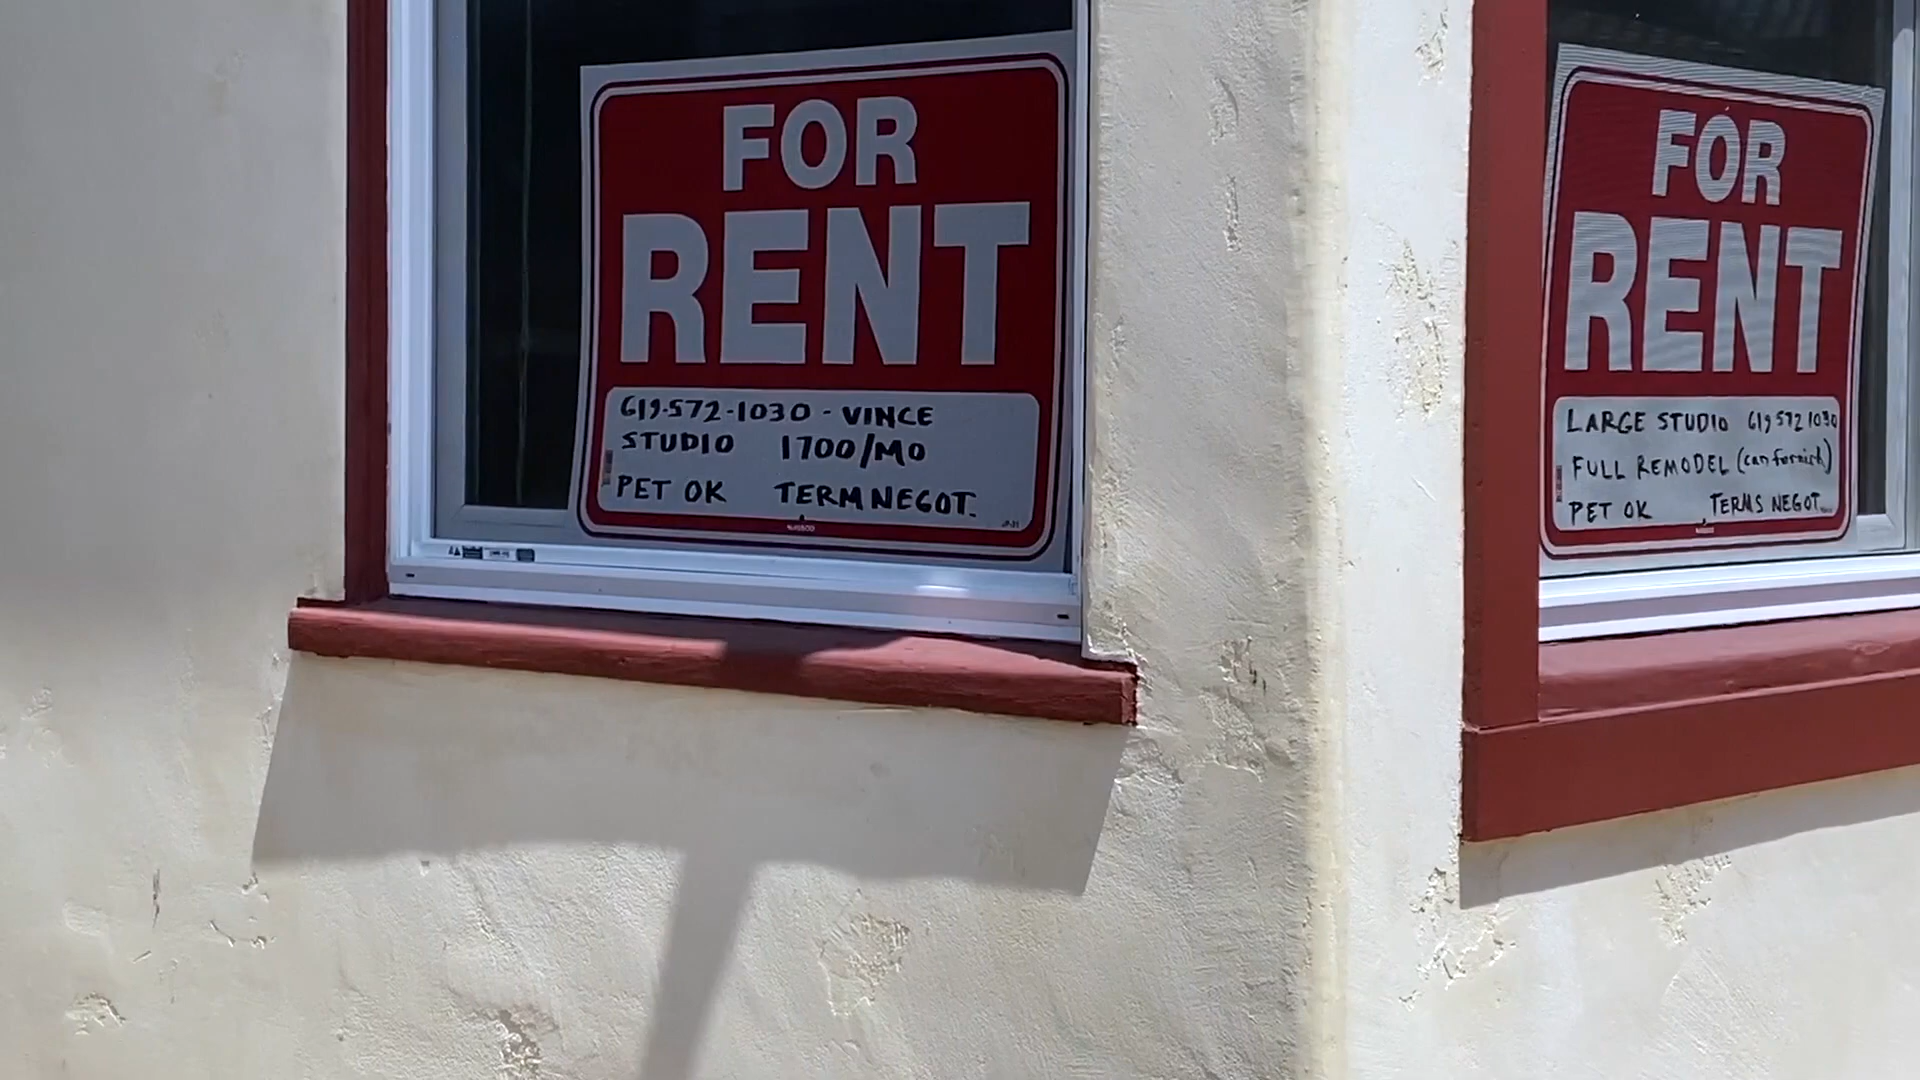 FOR
RENT
619-572-1030 - VINCE
STUDIO 1700/MO
PET OK TERM NEGOT.
FOR
RENT
LARGE STUDIO 619 572 1030
FULL REMODEL (can furnish)
PET OK TERMS NEGOT.